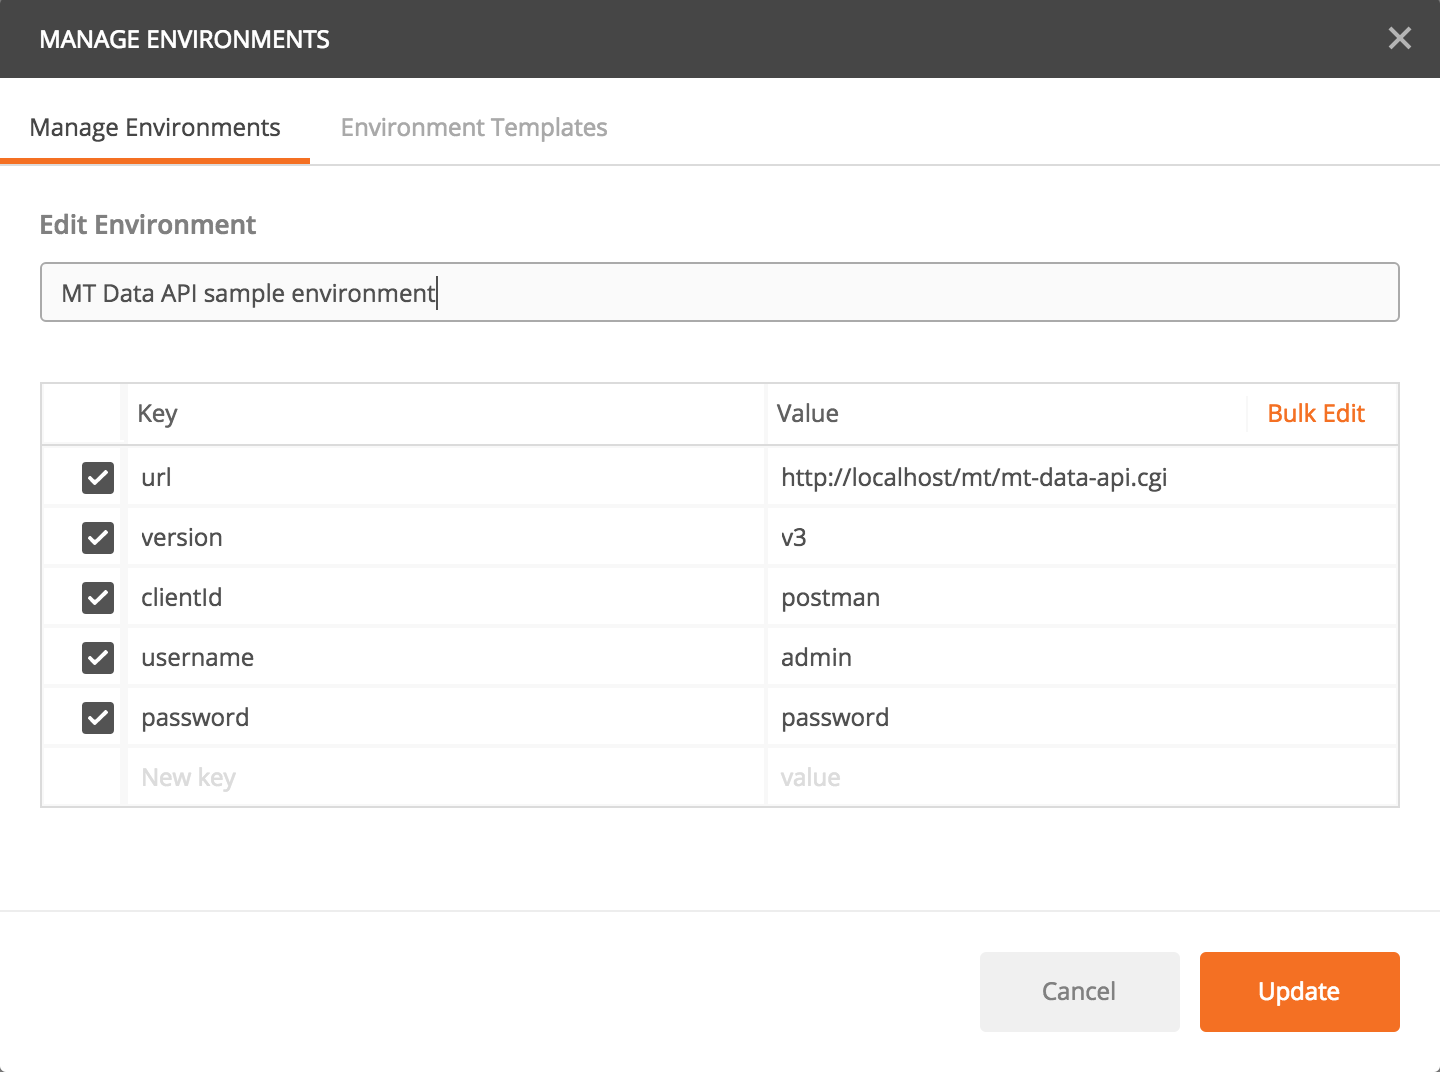 MANAGE ENVIRONMENTS
Manage Environments Environment Templates
Edit Environment
MT Data API sample environment
Key Value Bulk Edit
url http://localhost/mt/mt-data-api.cgi
version v3
clientId postman
username admin
password password
New key value
Cancel Update